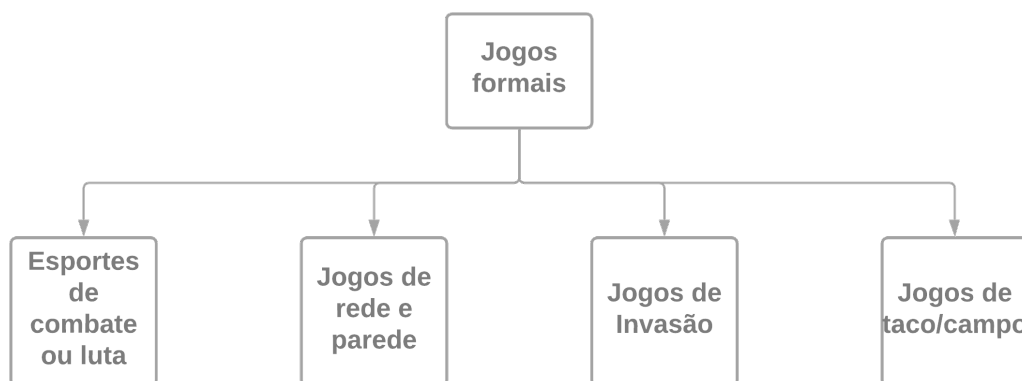 Jogos
formais
Esportes
de
combate
ou luta
Jogos de
rede e
parede
Jogos de
Invasão
Jogos de
taco/campo